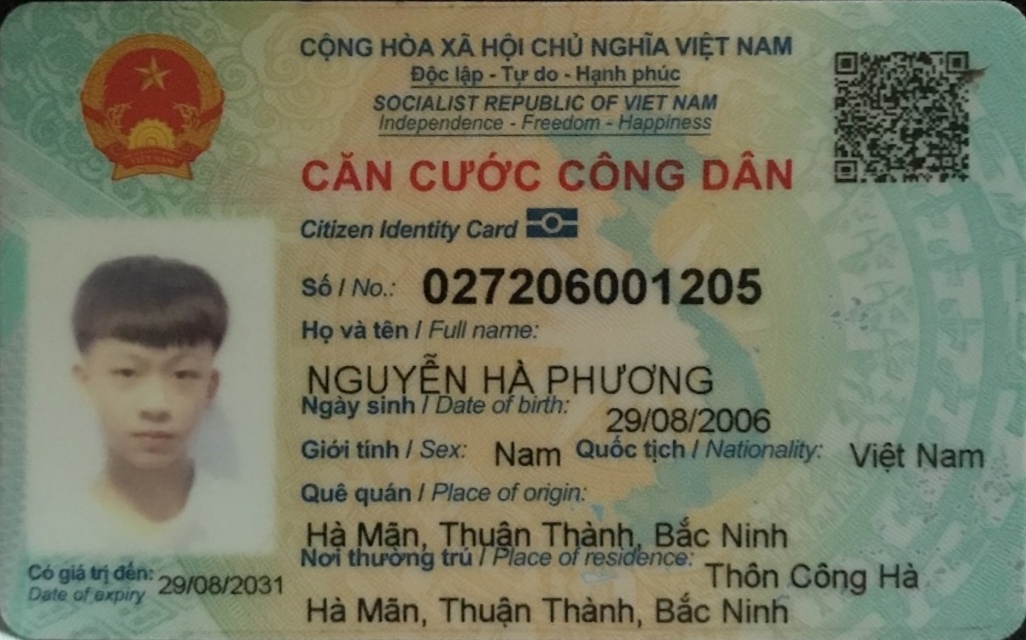 CỘNG HÒA XÃ HỘI CHỦ NGHĨA VIỆT NAM
Độc lập - Tự do - Hạnh phúc
SOCIALIST REPUBLIC OF VIET NAM
Independence - Freedom - Happiness
CĂN CƯỚC CÔNG DÂN
Citizen Identity Card
Số / No.: 027206001205
Họ và tên / Full name:
NGUYỄN HÀ PHƯƠNG
Ngày sinh / Date of birth: 29/08/2006
Giới tính / Sex: Nam Quốc tịch / Nationality: Việt Nam
Quê quán / Place of origin:
Hà Mãn, Thuận Thành, Bắc Ninh
Nơi thường trú / Place of residence: Thôn Công Hà
Hà Mãn, Thuận Thành, Bắc Ninh
Có giá trị đến: 29/08/2031
Date of expiry